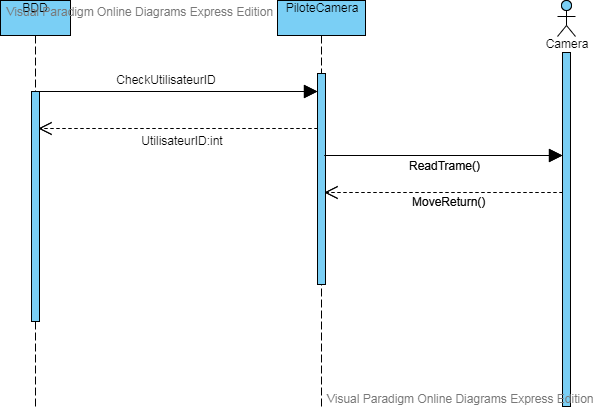 BDD
Visual Paradigm Online Diagrams Express Edition
PiloteCamera
Camera
CheckUtilisateurID
UtilisateurID:int
ReadTrame()
MoveReturn()
Visual Paradigm Online Diagrams Express Edition